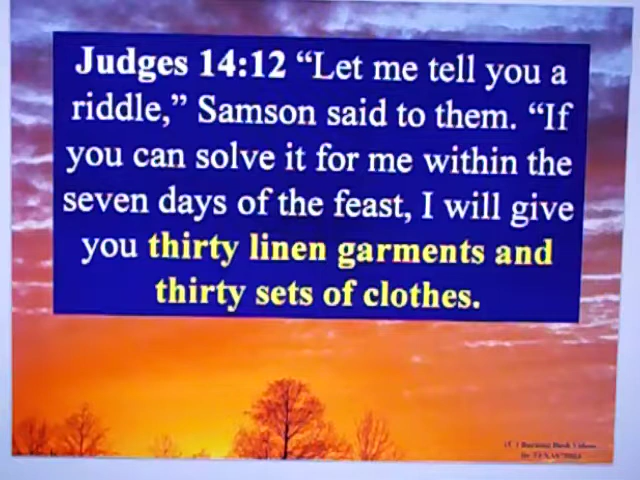 Judges 14:12 “Let me tell you a
riddle,” Samson said to them. “If
you can solve it for me within the
seven days of the feast, I will give
you thirty linen garments and
thirty sets of clothes.